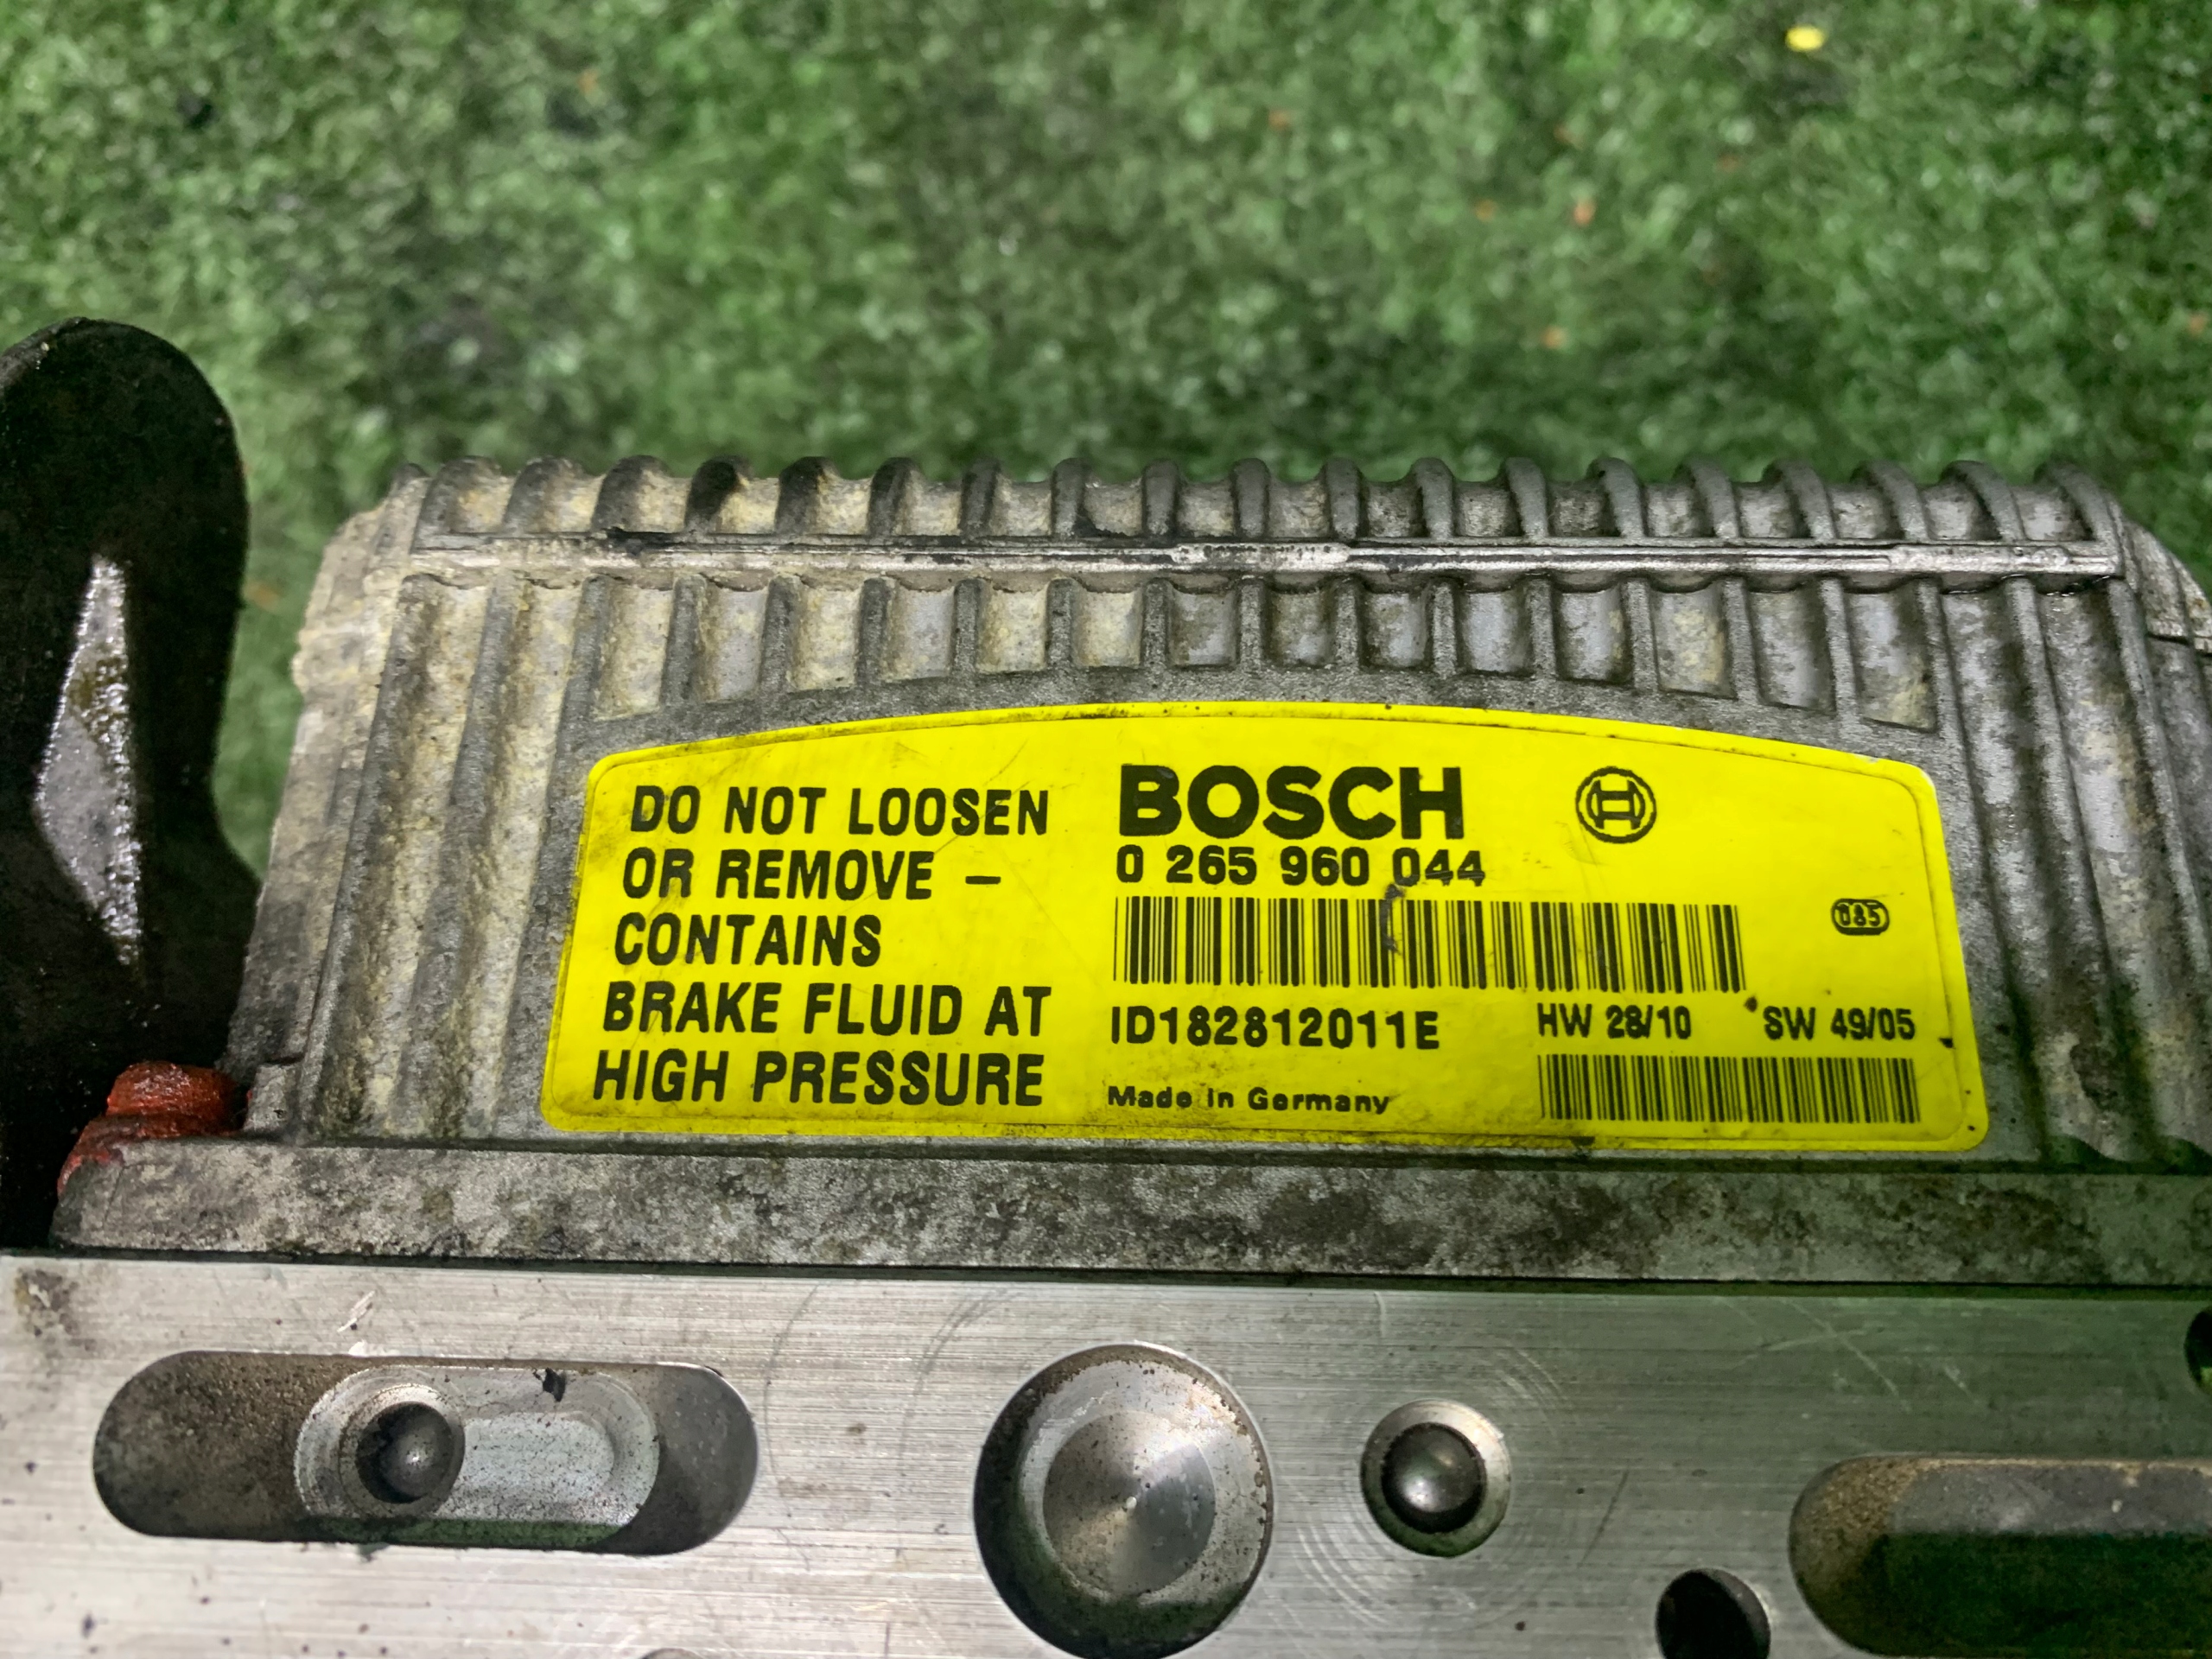 DO NOT LOOSEN
OR REMOVE –
CONTAINS
BRAKE FLUID AT
HIGH PRESSURE
BOSCH
0 265 960 044
085
ID182812011E
HW 28/10 SW 49/05
Made in Germany